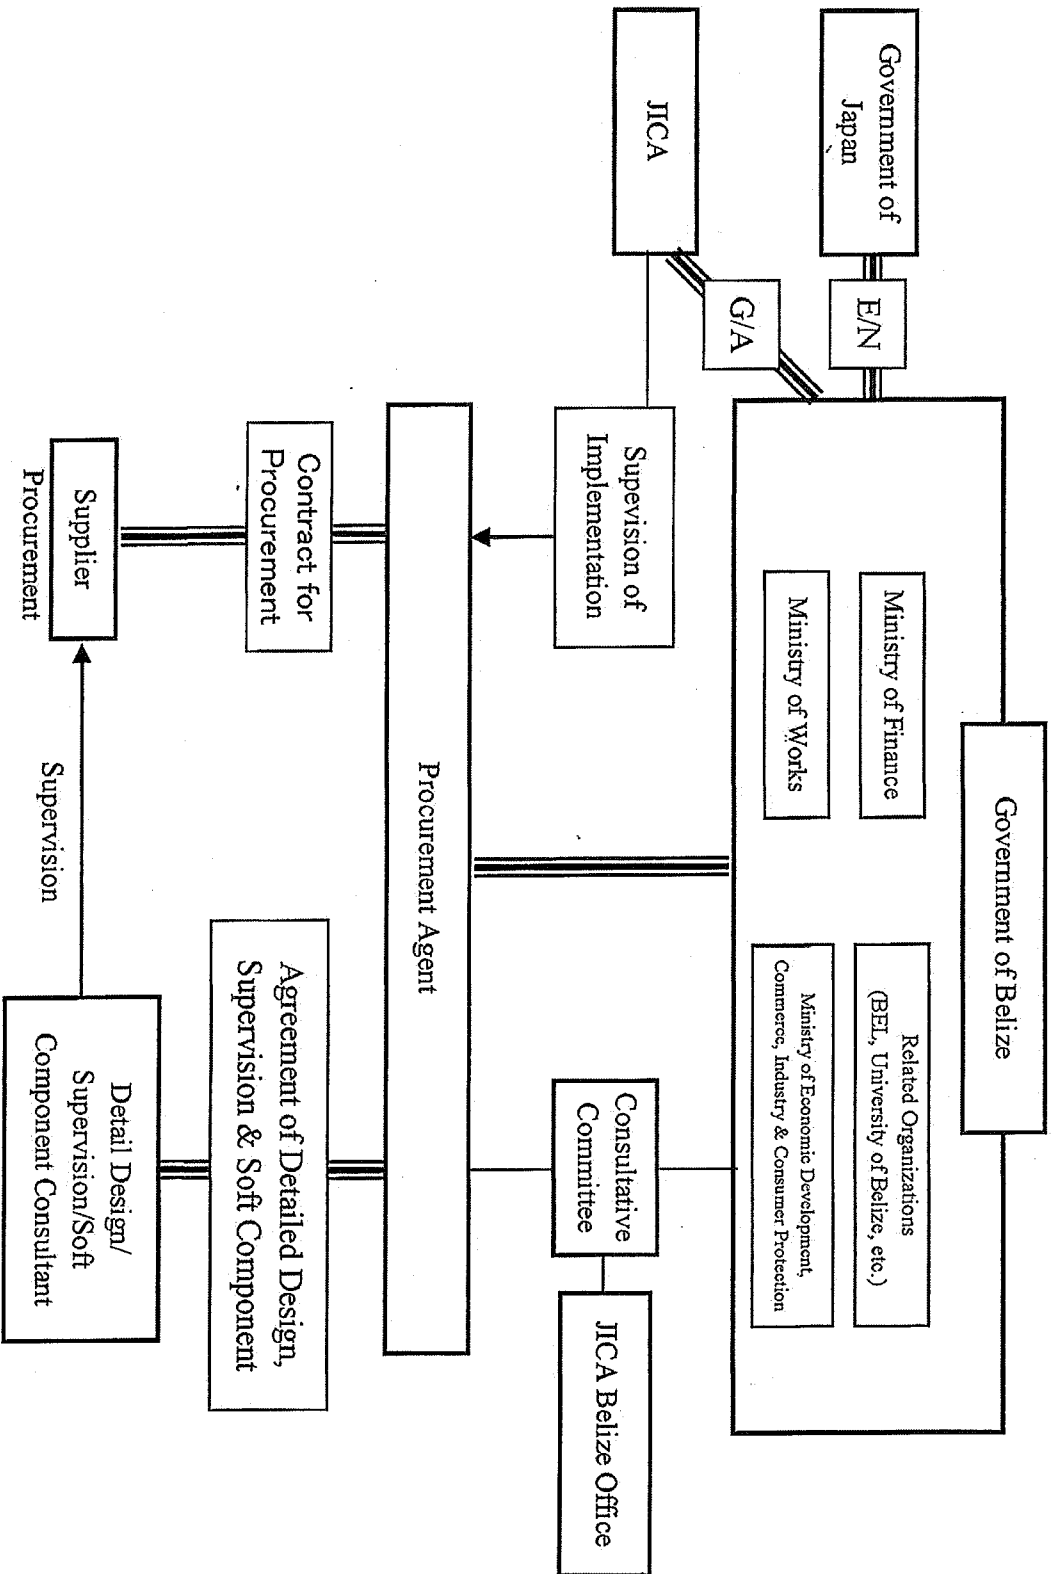 Government of Belize
Government of
Japan
E/N
Ministry of Finance
Related Organizations
(BEL, University of Belize, etc.)
Ministry of Works
Ministry of Economic Development,
Commerce, Industry & Consumer Protection
G/A
JICA
Supevision of
Implementation
Consultative
Committee
JICA Belize Office
Procurement Agent
Contract for
Procurement
Agreement of Detailed Design,
Supervision & Soft Component
Supplier
Procurement
Supervision
Detail Design/
Supervision/Soft
Component Consultant